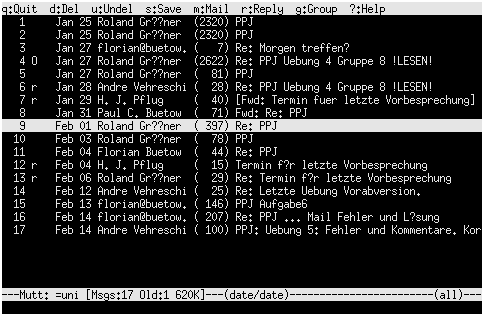 q:Quit  d:Del  u:Undel  s:Save  m:Mail  r:Reply  g:Group  ?:Help
1     Jan 25 Roland Gr??ner  (2320) PPJ
2     Jan 25 Roland Gr??ner  (2320) PPJ
3     Jan 27 florian@buetow. (   7) Re: Morgen treffen?
4 O   Jan 27 Roland Gr??ner  (2622) Re: PPJ Uebung 4 Gruppe 8 !LESEN!
5     Jan 27 Roland Gr??ner  (  81) Re: PPJ Uebung 4 Gruppe 8 !LESEN!
6 r   Jan 28 Andre Vehreschi (  28) Re: PPJ Uebung 4 Gruppe 8 !LESEN!
7 r   Jan 29 H. J. Pflug     (  40) [Fwd: Termin fuer letzte Vorbesprechung]
8     Jan 31 Paul C. Buetow  (  71) Fwd: Re: PPJ
9     Feb 01 Roland Gr??ner  ( 397) Re: PPJ
10     Feb 03 Roland Gr??ner  (  78) PPJ
11     Feb 04 Florian Buetow  (  44) Re: PPJ
12 r   Feb 04 H. J. Pflug     (  15) Termin f?r letzte Vorbesprechung
13 r   Feb 06 Roland Gr??ner  (  29) Re: Termin f?r letzte Vorbesprechung
14     Feb 12 Andre Vehreschi (  25) Re: Letzte Uebung Vorabversion.
15     Feb 13 florian@buetow. ( 146) PPJ Aufgabe6
16     Feb 14 florian@buetow. ( 207) Re: PPJ ... Mail Fehler und L?sung
17     Feb 14 Andre Vehreschi ( 100) PPJ: Uebung 5: Fehler und Kommentare. Kor
---Mutt: =uni [Msgs:17 Old:1 620K]---(date/date)------------------------(all)---